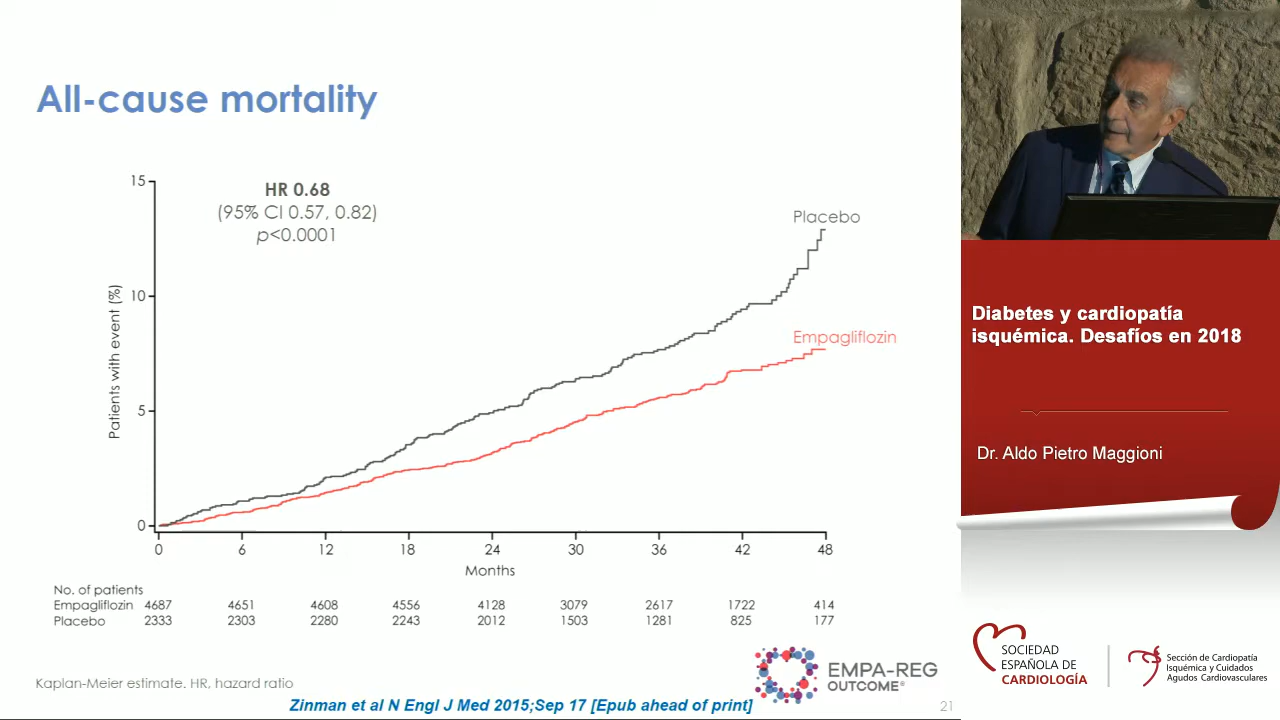 All-cause mortality
15
HR 0.68
(95% CI 0.57, 0.82)
p<0.0001
Placebo
10
Empagliflozin
Patients with event (%)
5
0
0 6 12 18 24 30 36 42 48
Months
No. of patients
Empagliflozin 4687 4651 4608 4556 4128 3079 2617 1722 414
Placebo 2333 2303 2280 2243 2012 1503 1281 825 177
EMPA-REG
OUTCOME®
Kaplan-Meier estimate. HR, hazard ratio
Zinman et al N Engl J Med 2015;Sep 17 [Epub ahead of print]
21
Diabetes y cardiopatía
isquémica. Desafíos en 2018
Dr. Aldo Pietro Maggioni
SOCIEDAD
ESPAÑOLA DE
CARDIOLOGÍA
Sección de Cardiopatía
Isquémica y Cuidados
Agudos Cardiovasculares